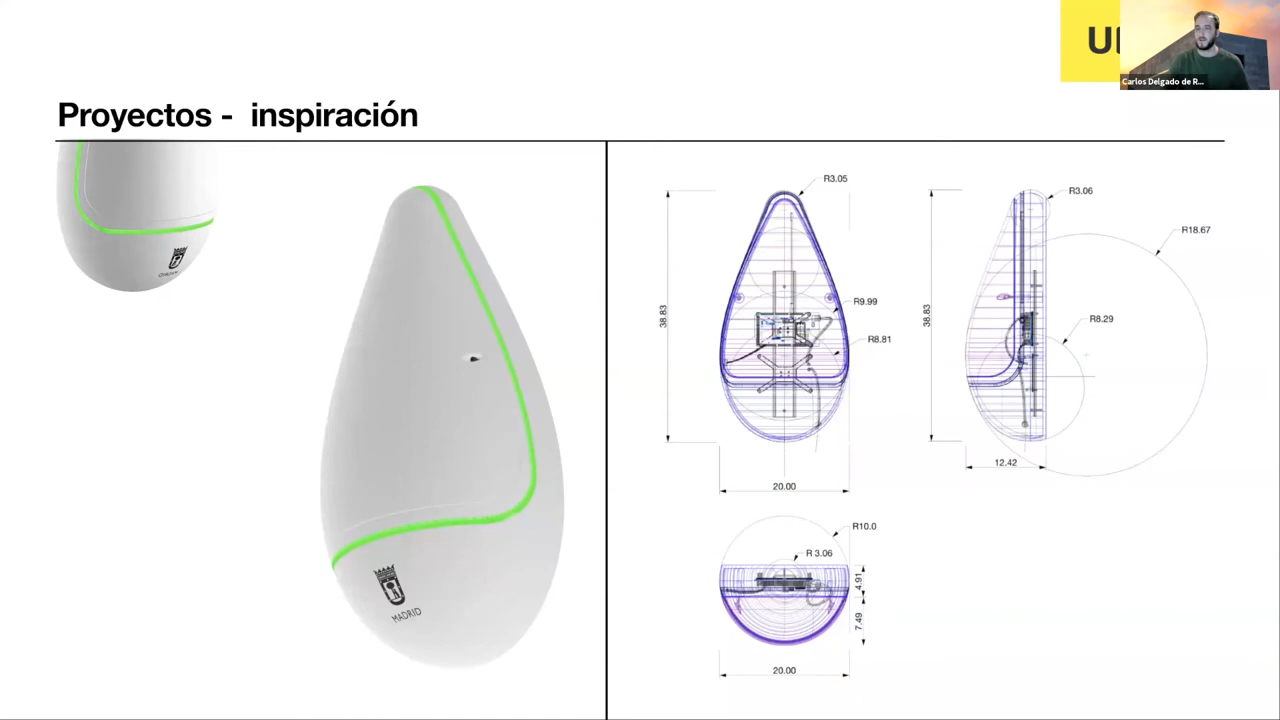 Carlos Delgado de R...
Proyectos - inspiración
MADRID
R3.05
R9.99
R8.81
38.83
20.00
R3.06
R18.67
R8.29
38.83
12.42
R10.0
R 3.06
4.91
7.49
20.00